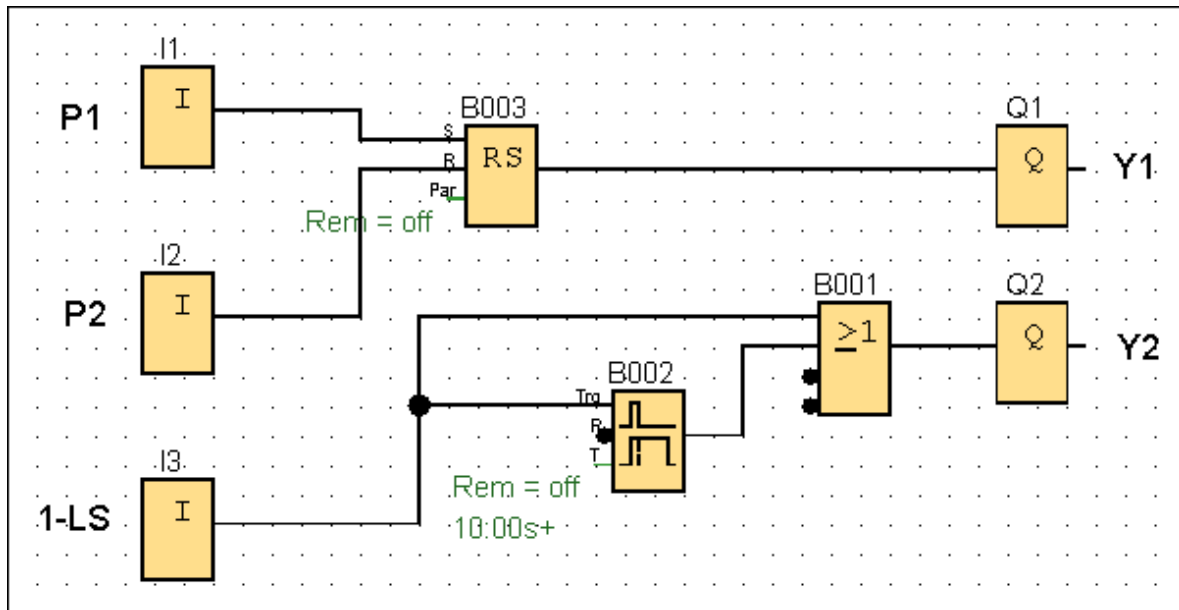 I1
I
P1
B003
S
R
Par
RS
Rem = off
Q1
Q
Y1
I2
I
P2
B001
≥1
Q2
Q
Y2
B002
Trg
R
T
Rem = off
10:00s+
I3
I
1-LS